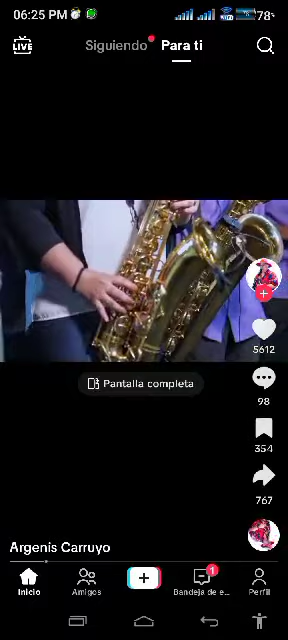 06:25 PM
78%
LIVE
Siguiendo
Para ti
5612
Pantalla completa
98
354
767
Argenis Carruyo
1
Inicio
Amigos
Bandeja de e...
Perfil